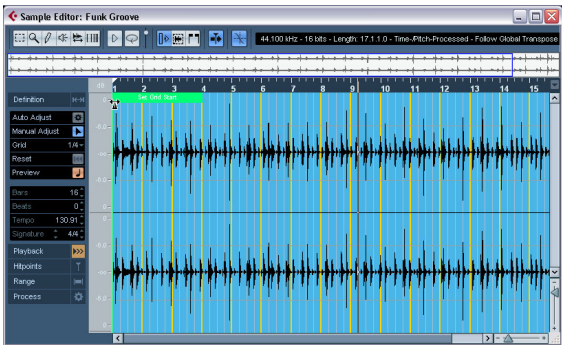 Sample Editor: Funk Groove
44.100 kHz - 16 bits - Length: 17.1.1.0 - Time-/Pitch-Processed - Follow Global Transpose
dB 1 2 3 4 5 6 7 8 9 10 11 12 13 14 15
Definition
Set Grid Start
Auto Adjust
Manual Adjust
Grid 1/4
Reset
Preview
Bars 16
Beats 0
Tempo 130.91
Signature 4/4
Playback
Hitpoints
Range
Process